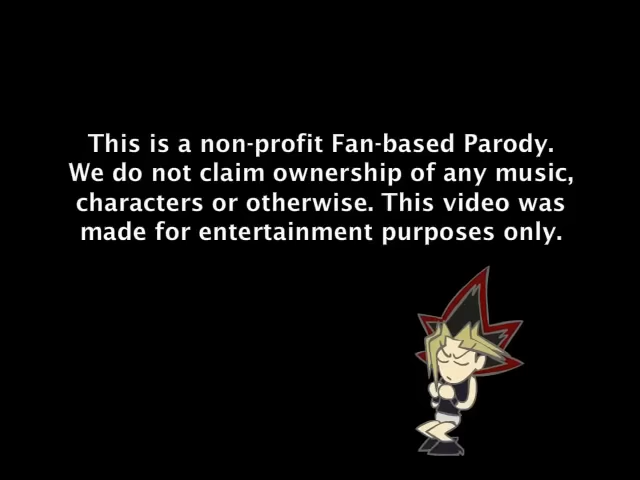 This is a non-profit Fan-based Parody.
We do not claim ownership of any music,
characters or otherwise. This video was
made for entertainment purposes only.